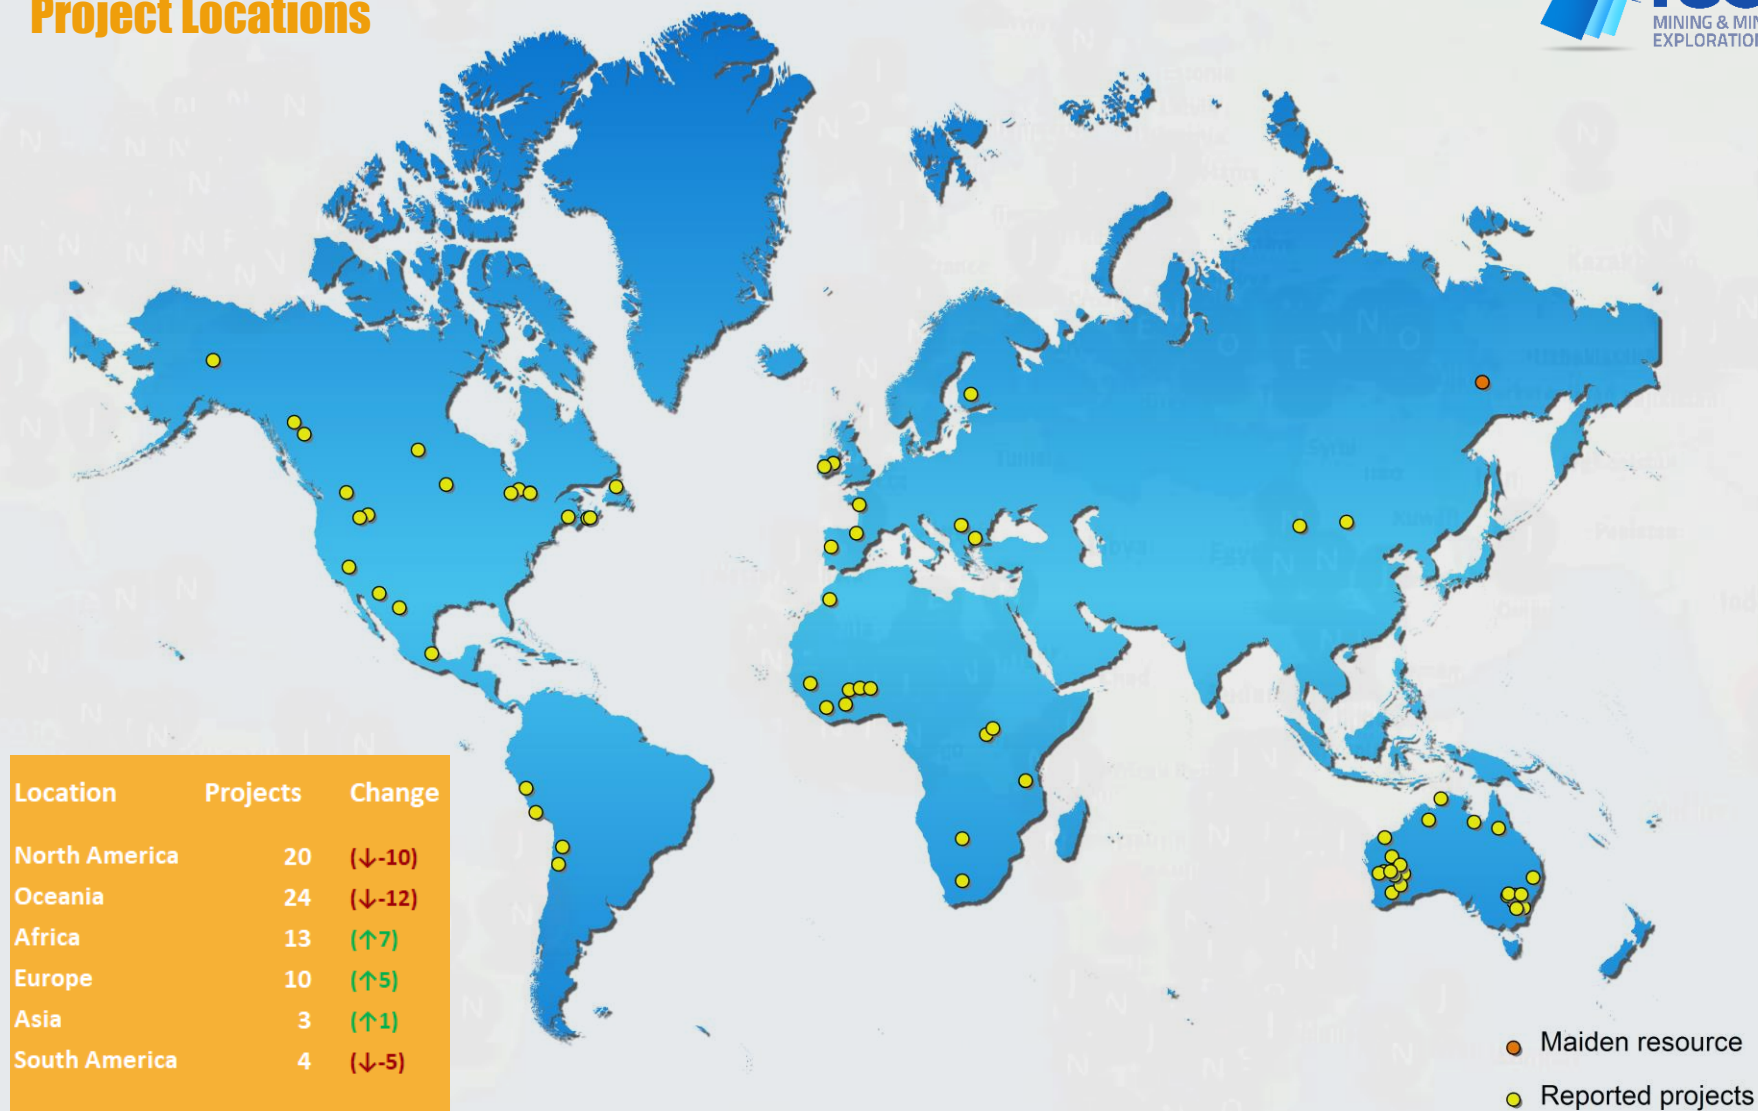 Project Locations
MINING & MIN
EXPLORATION
Location Projects Change
North America 20 (↓-10)
Oceania 24 (↓-12)
Africa 13 (↑7)
Europe 10 (↑5)
Asia 3 (↑1)
South America 4 (↓-5)
Maiden resource
Reported projects